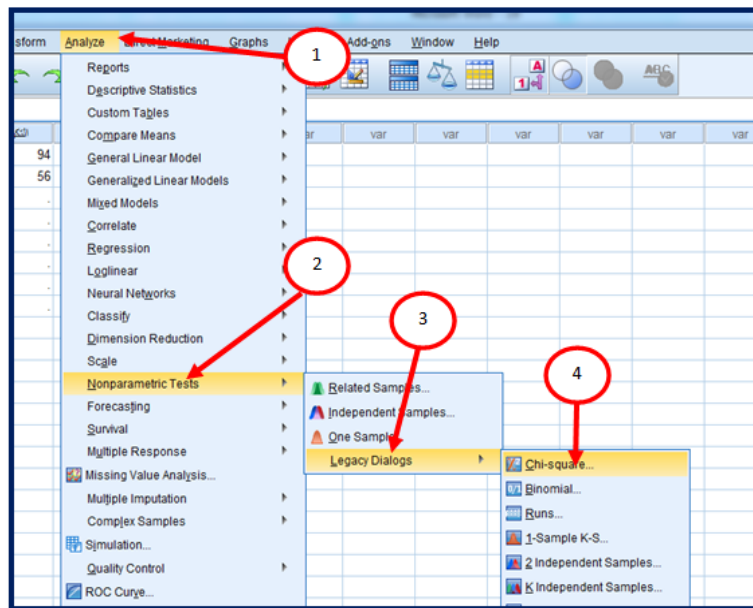 sform Analyze Direct Marketing Graphs Add-ons Window Help
1
A
1
ABC
Reports
Descriptive Statistics
Custom Tables
Compare Means
var var var var var var
94
General Linear Model
56
Generalized Linear Models
Mixed Models
Correlate
Regression
Loglinear
2
Neural Networks
Classify
3
Dimension Reduction
Scale
4
Nonparametric Tests
Related Samples...
Forecasting
Independent Samples...
Survival
One Sample
Multiple Response
Legacy Dialogs
Chi-square...
Missing Value Analysis...
0/1 Binomial...
Multiple Imputation
Runs...
Complex Samples
1-Sample K-S...
Simulation...
2 Independent Samples...
Quality Control
K Independent Samples...
ROC Curve...